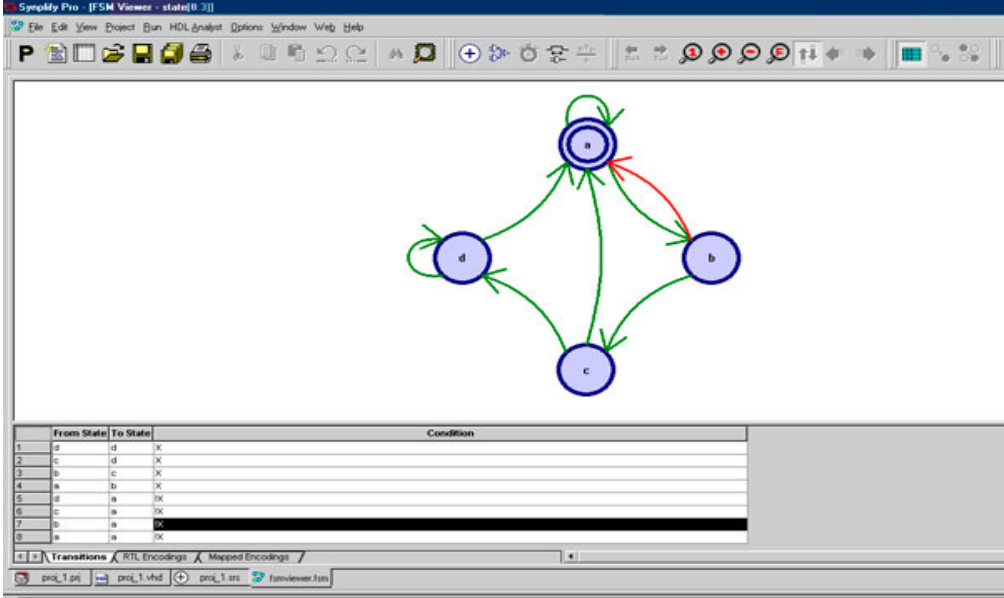 Synplify Pro - [FSM Viewer - state[0:3]]
File Edit View Project Run HDL Analyst Options Window Web Help
P
a
d
b
c
From State To State Condition
1 d d X
2 c d X
3 b c X
4 a b X
5 d a !X
6 c a !X
7 b a !X
8 a a !X
Transitions RTL Encodings Mapped Encodings
proj_1.prj proj_1.vhd proj_1.srs fsmviewer.fsm